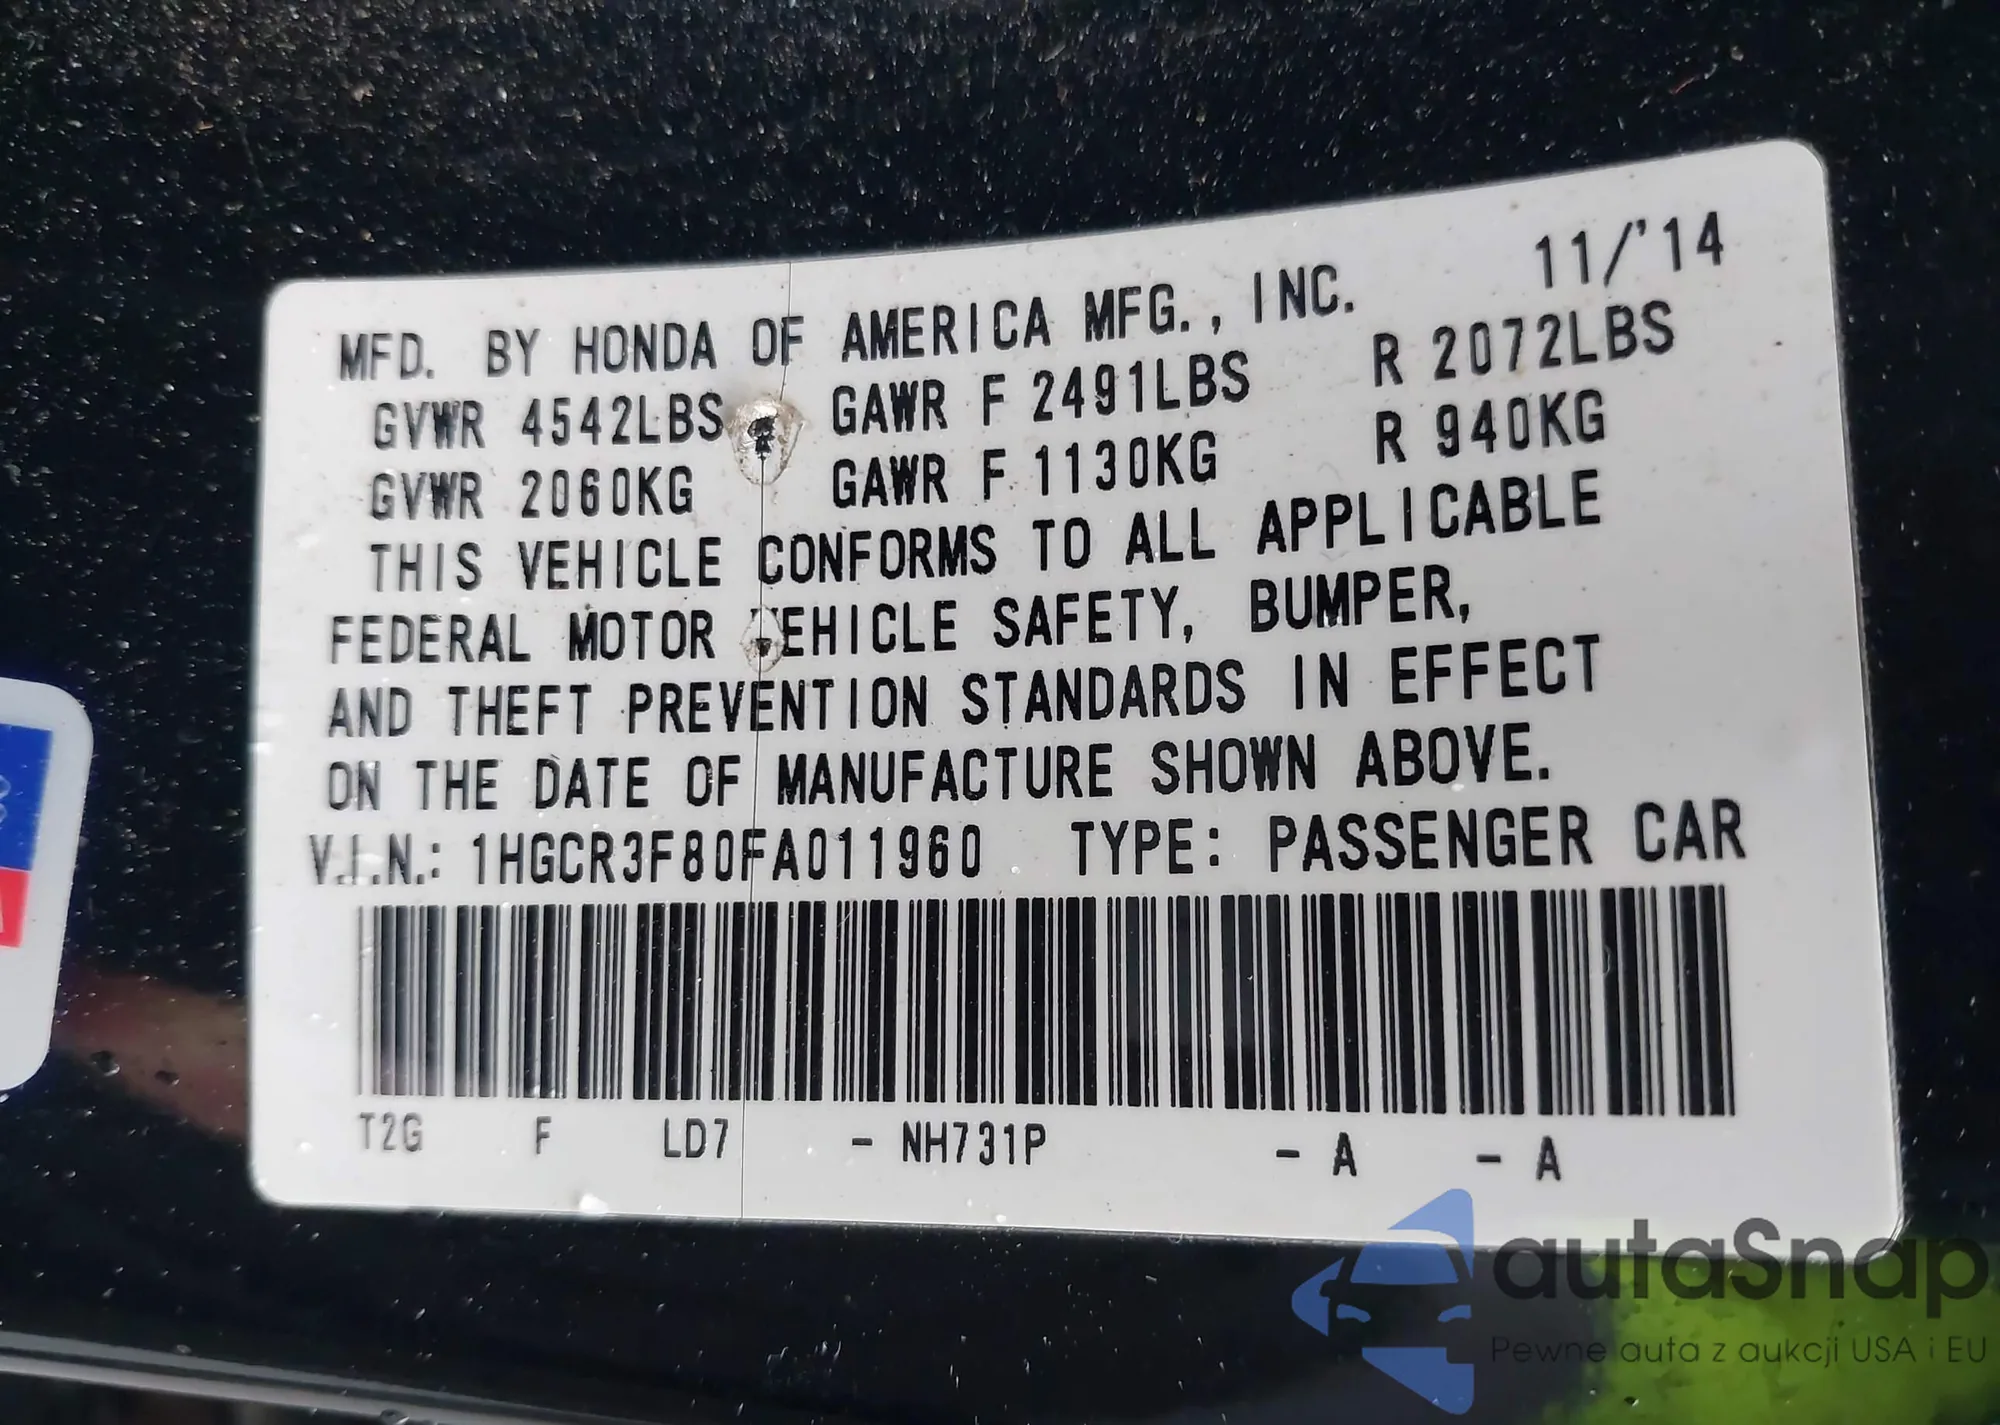 11/'14
MFD. BY HONDA OF AMERICA MFG., INC.
GVWR 4542LBS GAWR F 2491LBS R 2072LBS
GVWR 2060KG GAWR F 1130KG R 940KG
THIS VEHICLE CONFORMS TO ALL APPLICABLE
FEDERAL MOTOR VEHICLE SAFETY, BUMPER,
AND THEFT PREVENTION STANDARDS IN EFFECT
ON THE DATE OF MANUFACTURE SHOWN ABOVE.
V.I.N.: 1HGCR3F80FA011960 TYPE: PASSENGER CAR
T2G F LD7 - NH731P - A - A
autaSnap
Pewne auta z aukcji USA i EU